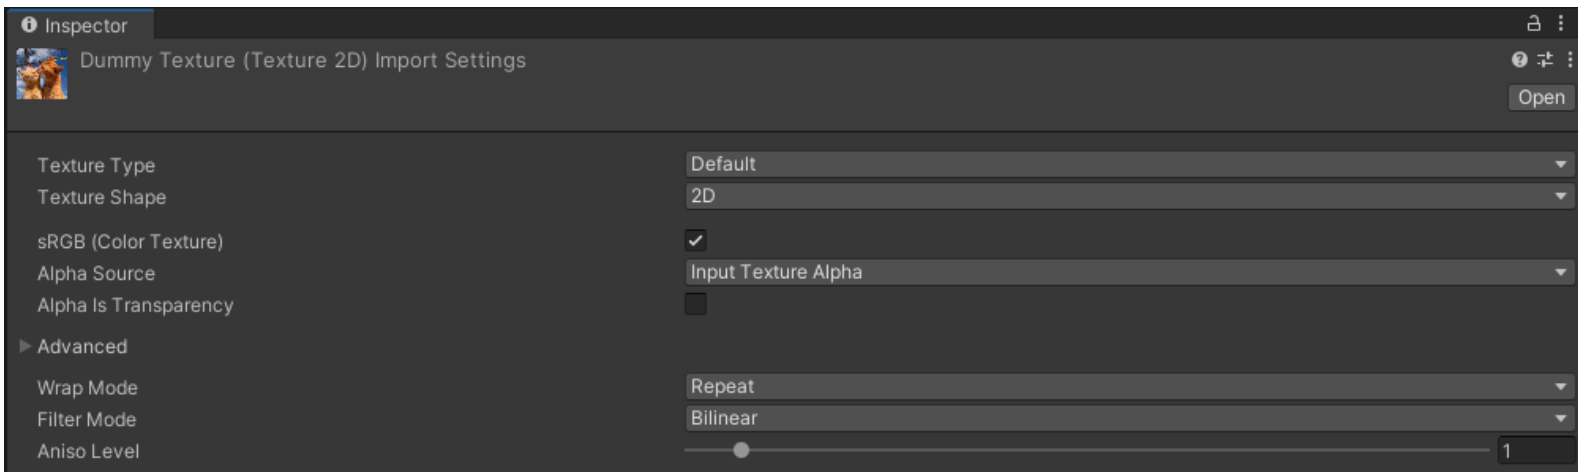 Inspector
Dummy Texture (Texture 2D) Import Settings
Open
Texture Type Default
Texture Shape 2D
sRGB (Color Texture)
Alpha Source Input Texture Alpha
Alpha Is Transparency
Advanced
Wrap Mode Repeat
Filter Mode Bilinear
Aniso Level 1